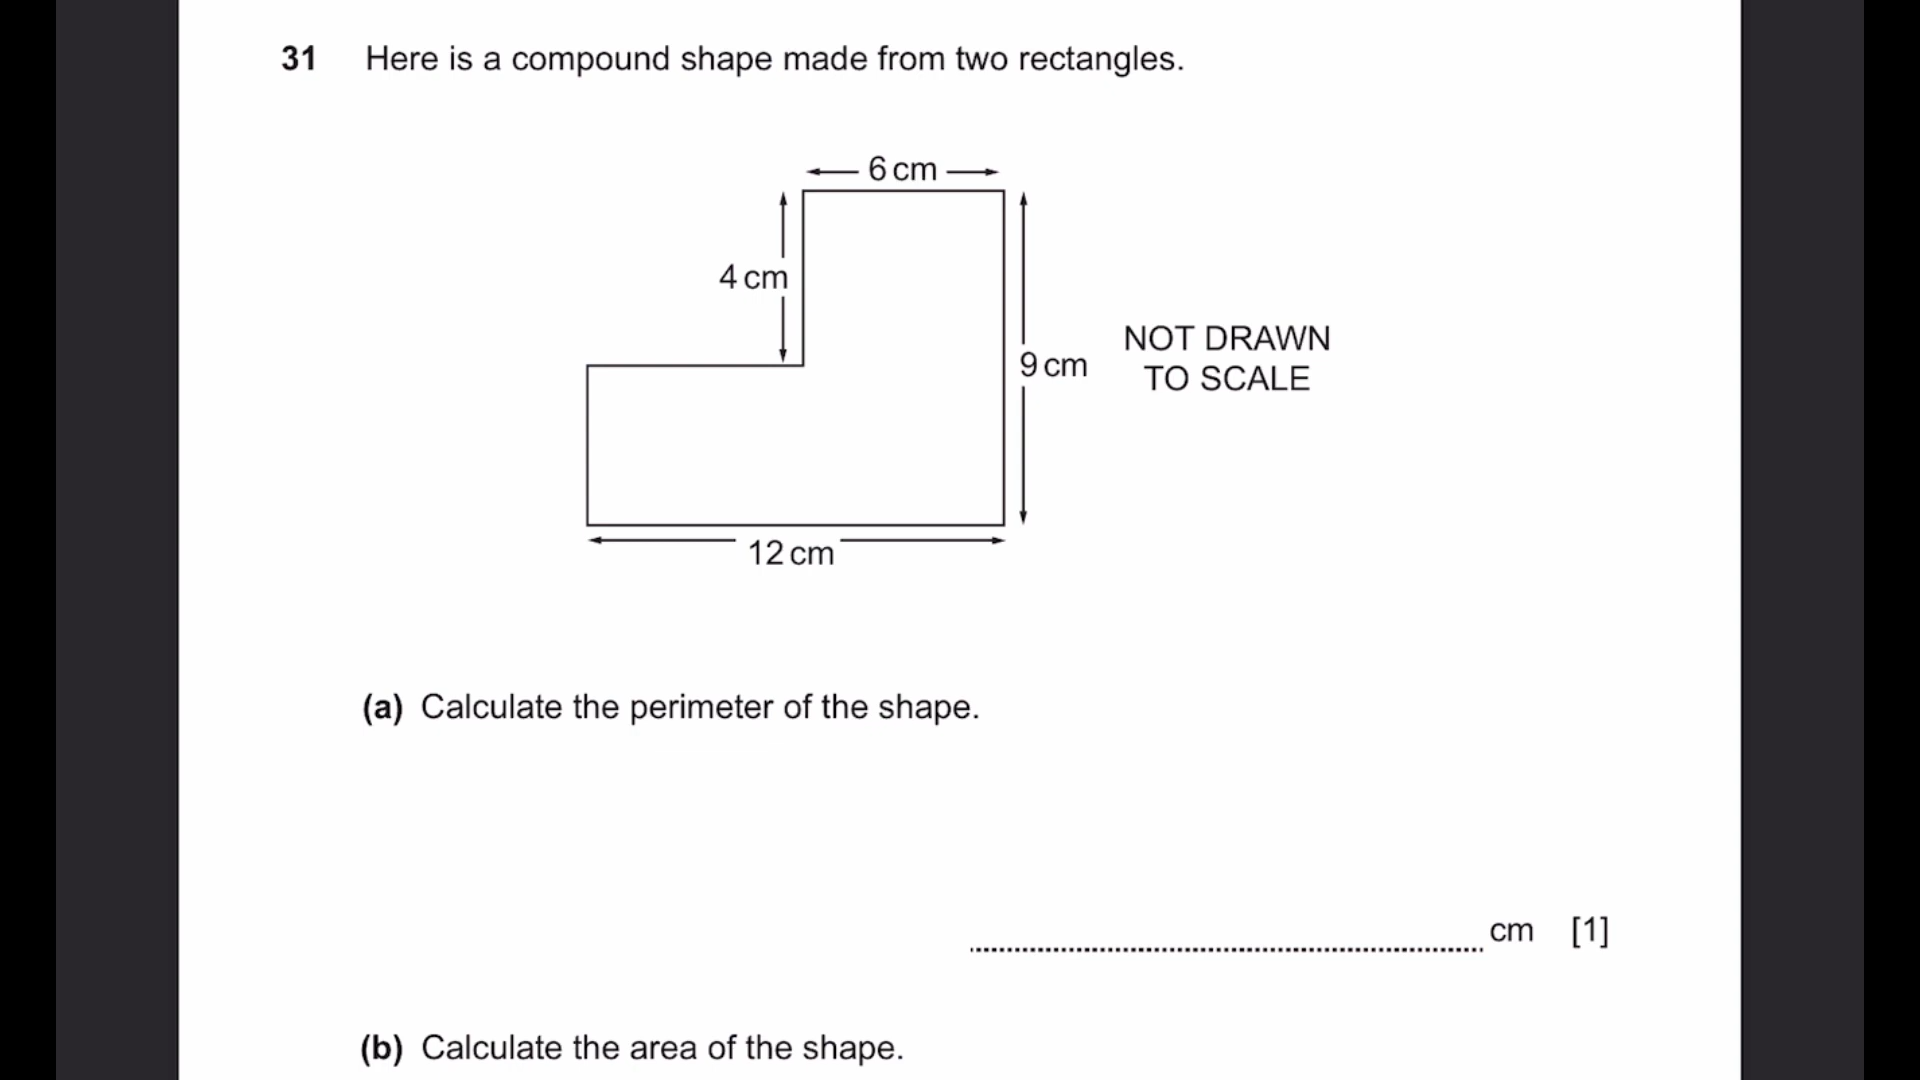 31 Here is a compound shape made from two rectangles.
6 cm
4 cm
9 cm
NOT DRAWN
TO SCALE
12 cm
(a) Calculate the perimeter of the shape.
cm [1]
(b) Calculate the area of the shape.